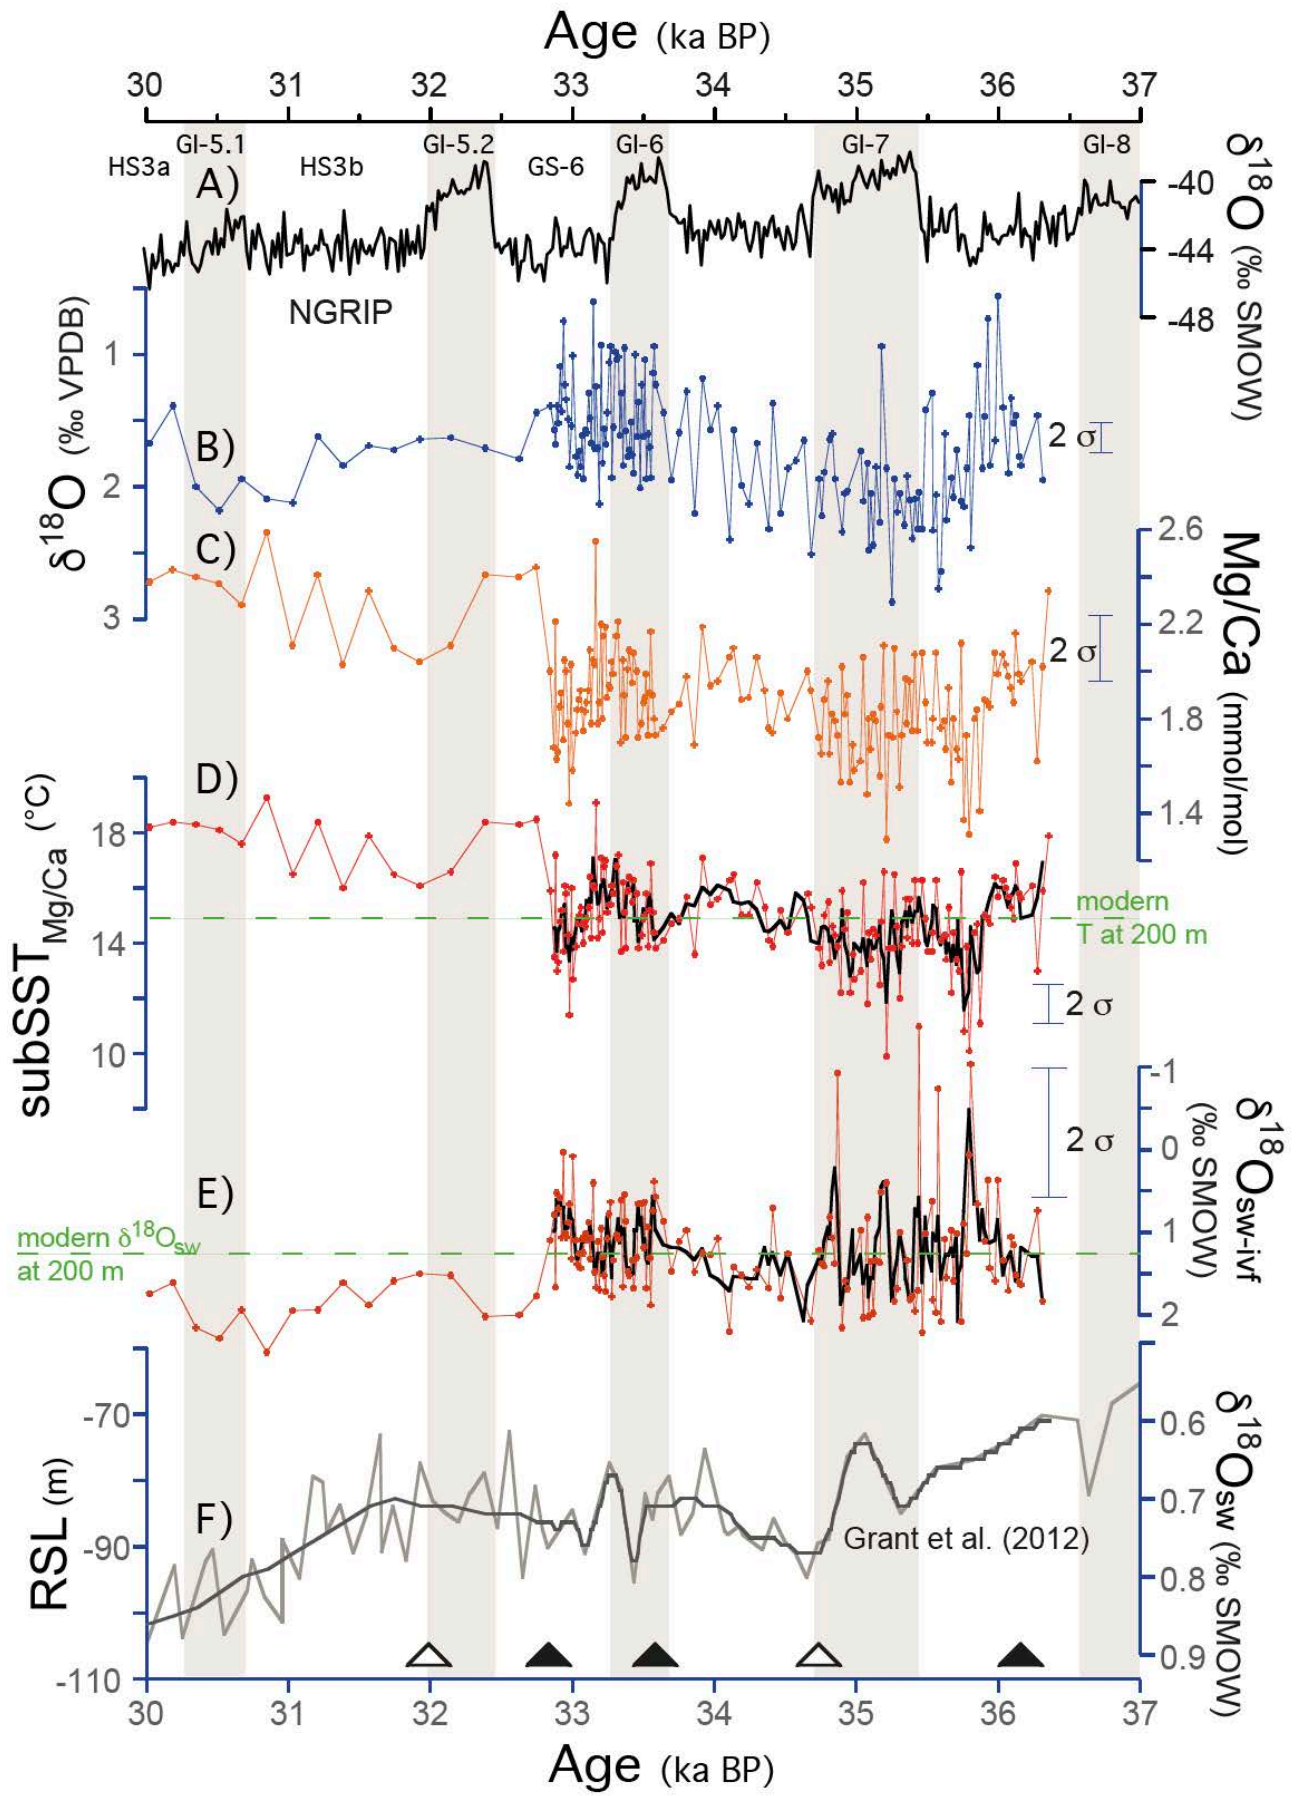 Age (ka BP)
30 31 32 33 34 35 36 37
GI-5.1 GI-5.2 GI-6 GI-7 GI-8
HS3a HS3b GS-6
A)
-40
-44
-48
δ¹⁸O (‰ SMOW)
NGRIP
δ¹⁸O (‰ VPDB)
1
2
3
B)
2 σ
C)
2.6
2.2
1.8
1.4
Mg/Ca (mmol/mol)
2 σ
D)
subSST Mg/Ca (°C)
18
14
10
modern
T at 200 m
2 σ
-1
0
1
2
δ¹⁸Osw-ivf
(‰ SMOW)
2 σ
E)
modern δ¹⁸Osw
at 200 m
RSL (m)
-70
-90
-110
F)
Grant et al. (2012)
0.6
0.7
0.8
0.9
δ¹⁸Osw (‰ SMOW)
30 31 32 33 34 35 36 37
Age (ka BP)